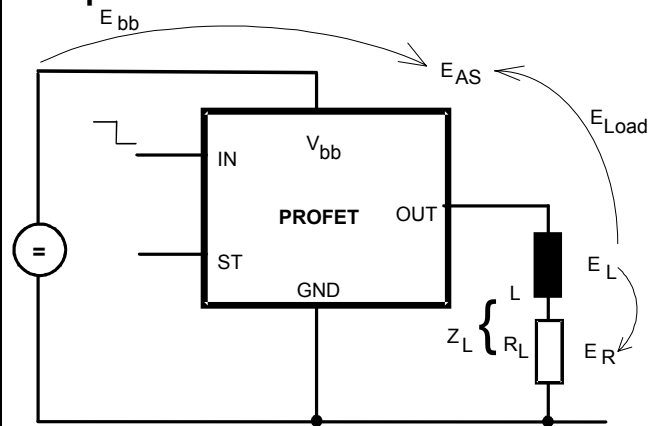 E bb
E AS
E Load
V bb
IN
PROFET
OUT
=
ST
GND
E L
L
Z L { R L
E R